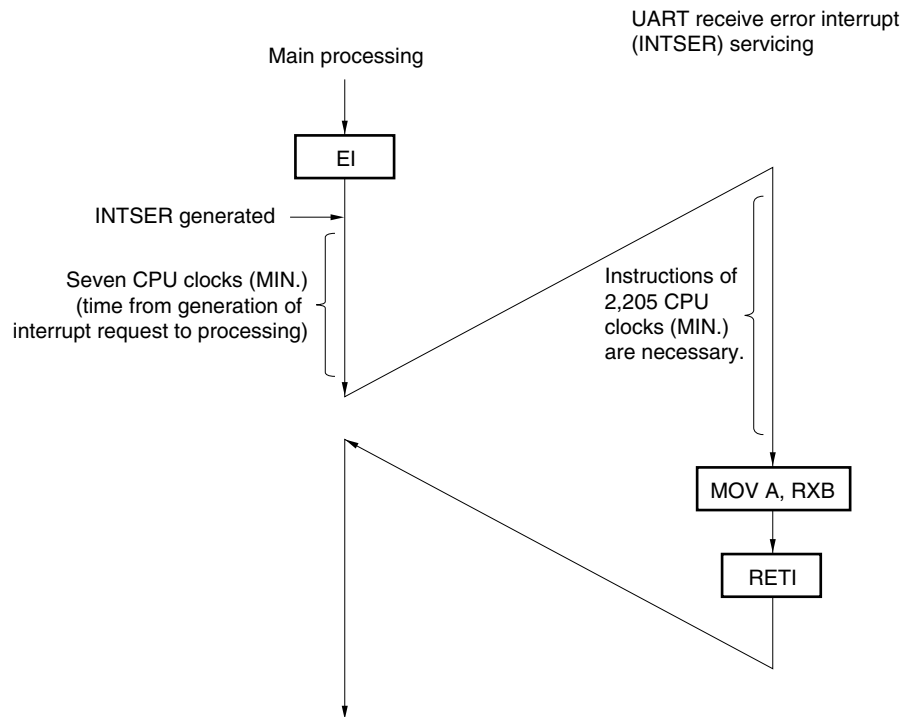 UART receive error interrupt
(INTSER) servicing
Main processing
EI
INTSER generated
Seven CPU clocks (MIN.)
(time from generation of
interrupt request to processing)
Instructions of
2,205 CPU
clocks (MIN.)
are necessary.
MOV A, RXB
RETI